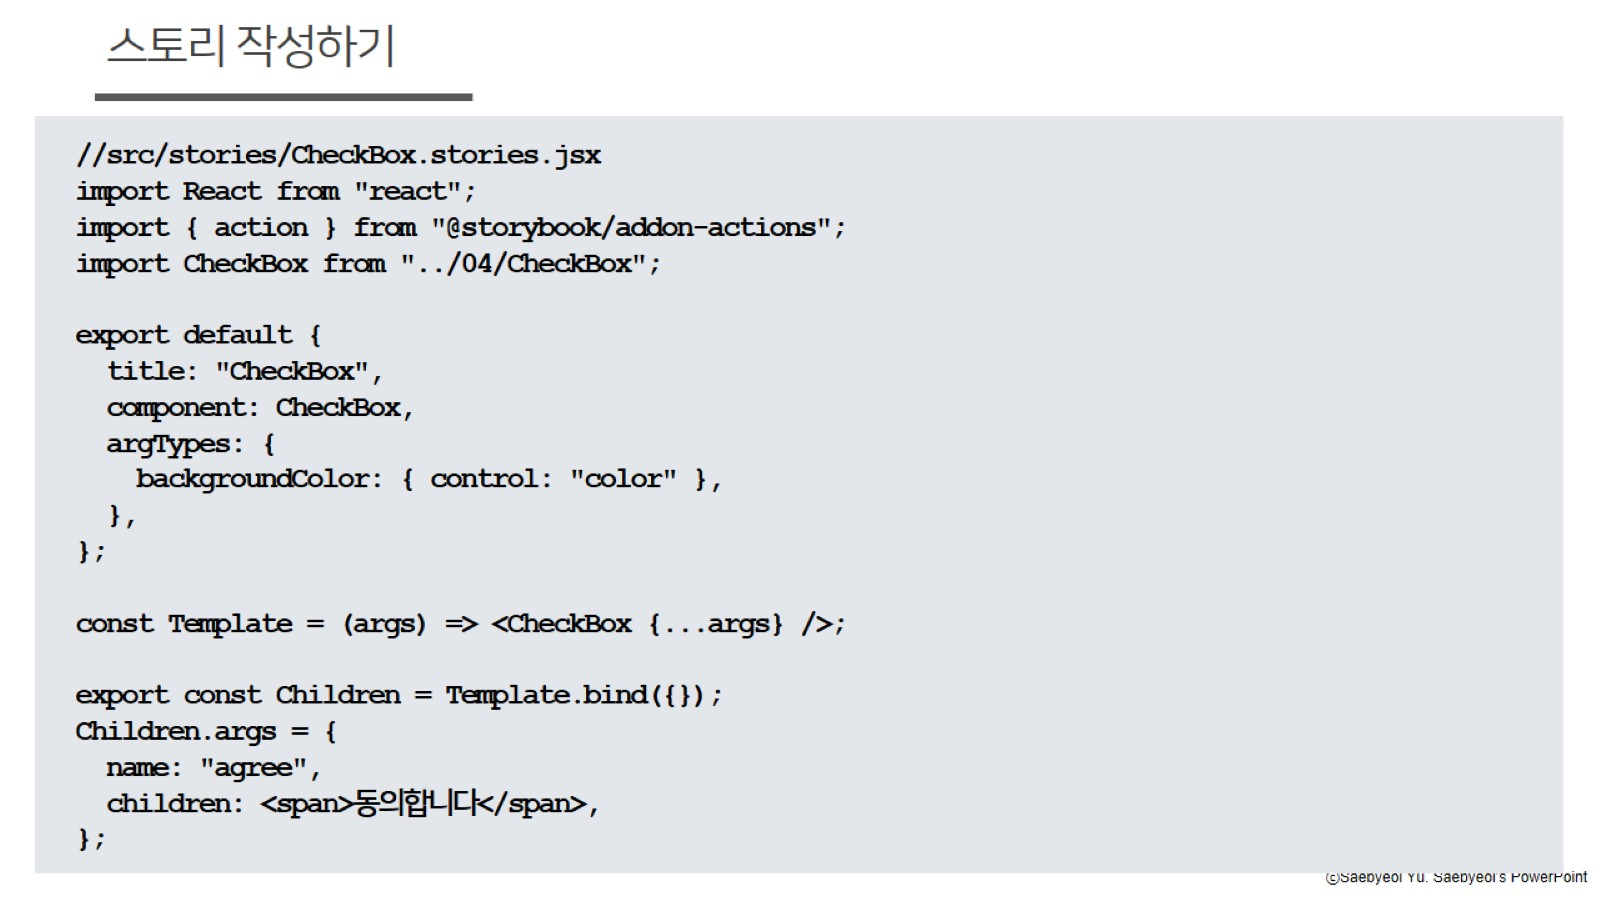 스토리 작성하기
//src/stories/CheckBox.stories.jsx
import React from "react";
import { action } from "@storybook/addon-actions";
import CheckBox from "../04/CheckBox";
export default {
  title: "CheckBox",
  component: CheckBox,
  argTypes: {
    backgroundColor: { control: "color" },
  },
};
const Template = (args) => <CheckBox {...args} />;
export const Children = Template.bind({});
Children.args = {
  name: "agree",
  children: <span>동의합니다</span>,
};
ⓒSaebyeol Yu. Saebyeol's PowerPoint